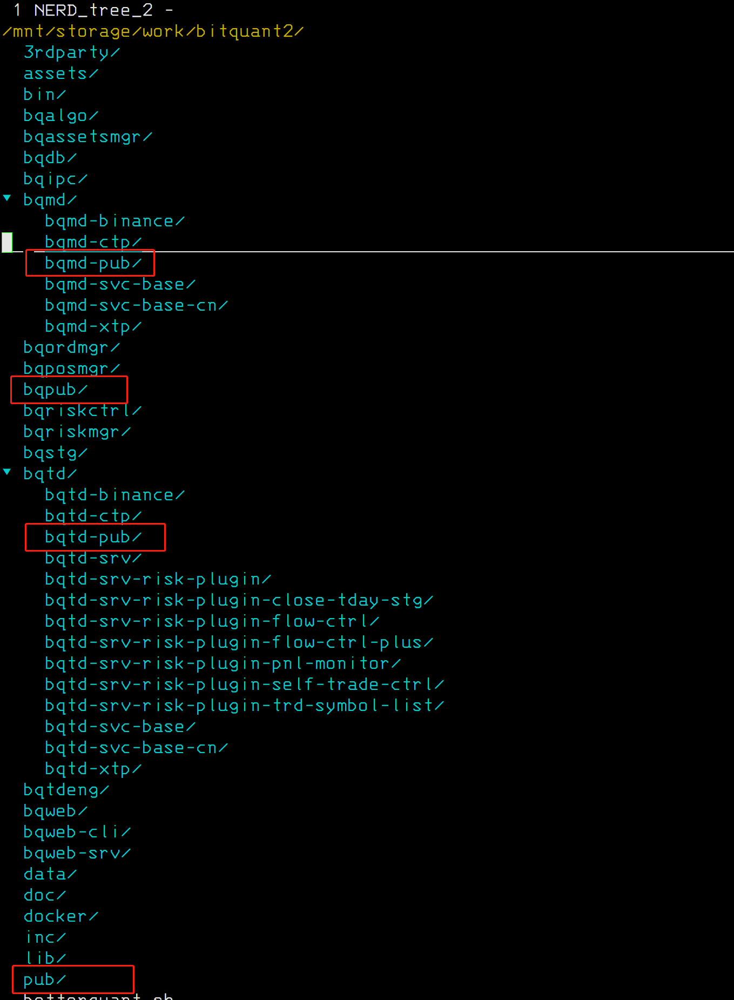 1 NERD_tree_2 -
/mnt/storage/work/bitquant2/
3rdparty/
assets/
bin/
bqalgo/
bqassetsmgr/
bqdb/
bqipc/
▼ bqmd/
bqmd-binance/
bqmd-ctp/
bqmd-pub/
bqmd-svc-base/
bqmd-svc-base-cn/
bqmd-xtp/
bqordmgr/
bqposmgr/
bqpub/
bqriskctrl/
bqriskmgr/
bqstg/
▼ bqtd/
bqtd-binance/
bqtd-ctp/
bqtd-pub/
bqtd-srv/
bqtd-srv-risk-plugin/
bqtd-srv-risk-plugin-close-tday-stg/
bqtd-srv-risk-plugin-flow-ctrl/
bqtd-srv-risk-plugin-flow-ctrl-plus/
bqtd-srv-risk-plugin-pnl-monitor/
bqtd-srv-risk-plugin-self-trade-ctrl/
bqtd-srv-risk-plugin-trd-symbol-list/
bqtd-svc-base/
bqtd-svc-base-cn/
bqtd-xtp/
bqtdeng/
bqweb/
bqweb-cli/
bqweb-srv/
data/
doc/
docker/
inc/
lib/
pub/
betterquant.sh